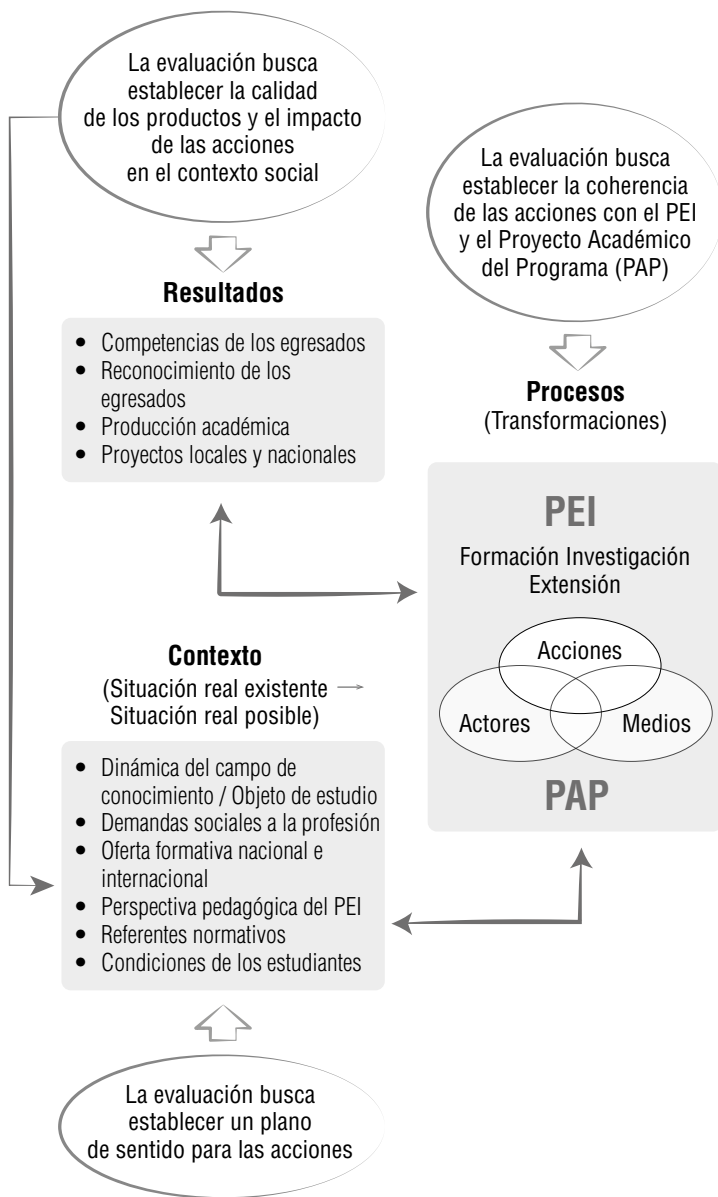 La evaluación busca
establecer la calidad
de los productos y el impacto
de las acciones
en el contexto social
Resultados
• Competencias de los egresados
• Reconocimiento de los
egresados
• Producción académica
• Proyectos locales y nacionales
La evaluación busca
establecer la coherencia
de las acciones con el PEI
y el Proyecto Académico
del Programa (PAP)
Procesos
(Transformaciones)
PEI
Formación Investigación
Extensión
Acciones
Actores
Medios
PAP
Contexto
(Situación real existente →
Situación real posible)
• Dinámica del campo de
conocimiento / Objeto de estudio
• Demandas sociales a la profesión
• Oferta formativa nacional e
internacional
• Perspectiva pedagógica del PEI
• Referentes normativos
• Condiciones de los estudiantes
La evaluación busca
establecer un plano
de sentido para las acciones